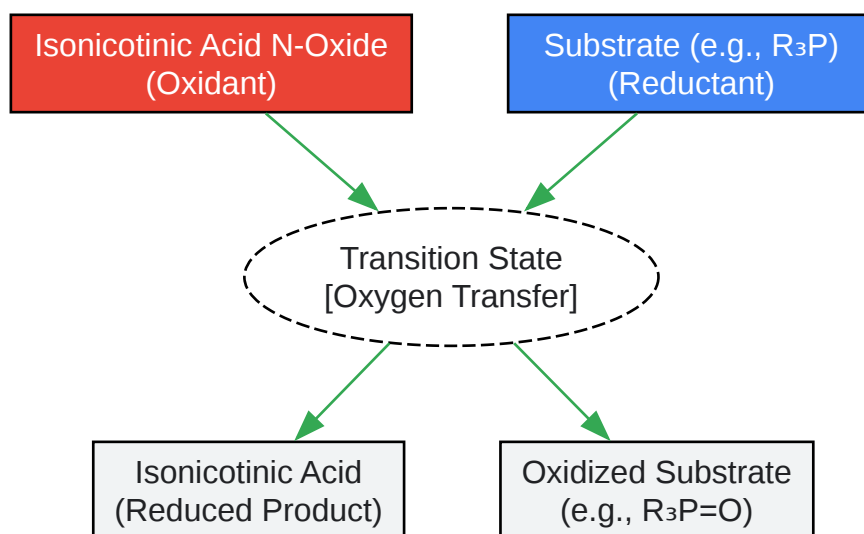 Isonicotinic Acid N-Oxide
(Oxidant)
Substrate (e.g., R₃P)
(Reductant)
Transition State
[Oxygen Transfer]
Isonicotinic Acid
(Reduced Product)
Oxidized Substrate
(e.g., R₃P=O)